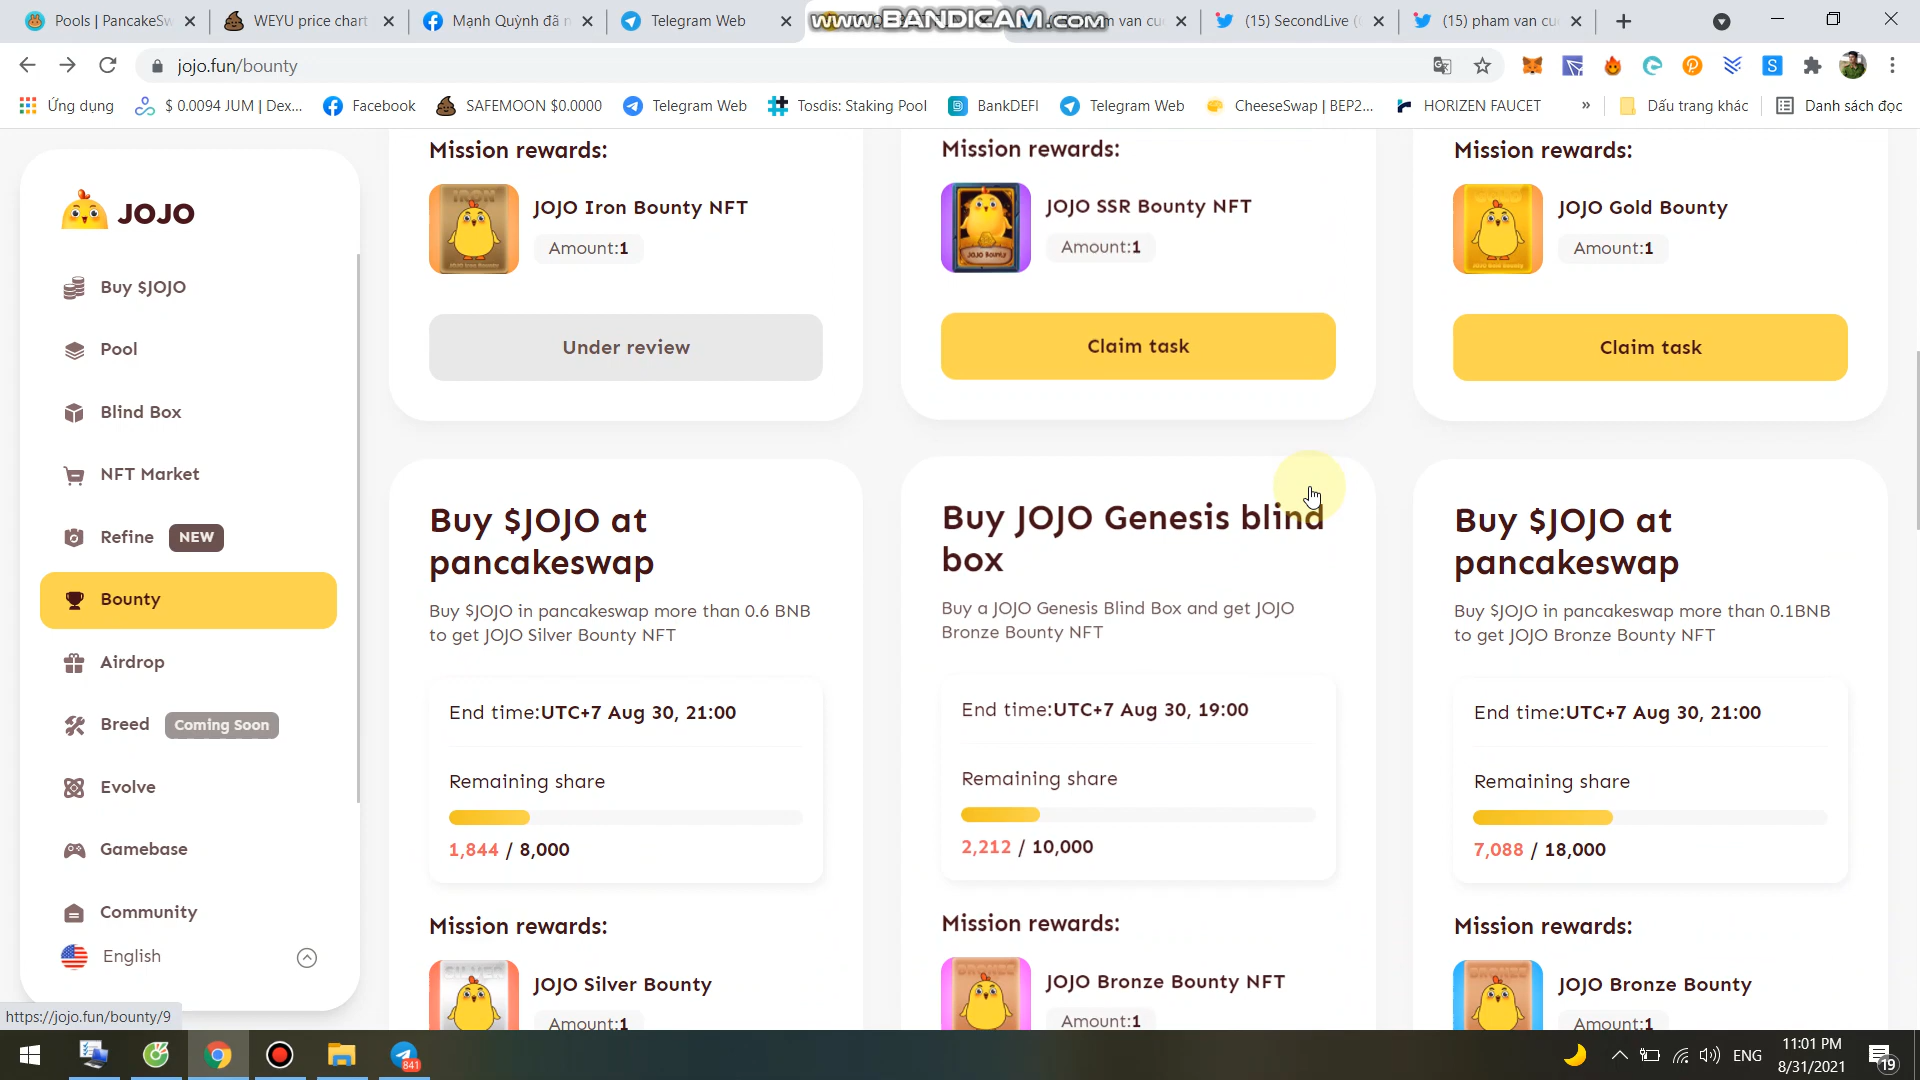 Pools | PancakeSw
WEYU price chart
Mạnh Quỳnh đã n
Telegram Web
www.BANDICAM.com
m van cu
(15) SecondLive (
(15) pham van cu
jojo.fun/bounty
Ứng dụng
$ 0.0094 JUM | Dex...
Facebook
SAFEMOON $0.0000
Telegram Web
Tosdis: Staking Pool
BankDEFI
Telegram Web
CheeseSwap | BEP2...
HORIZEN FAUCET
»
Dấu trang khác
Danh sách đọc
JOJO
Buy $JOJO
Pool
Blind Box
NFT Market
Refine NEW
Bounty
Airdrop
Breed Coming Soon
Evolve
Gamebase
Community
English
Mission rewards:
IRON
JOJO Iron Bounty NFT
Amount:1
Under review
Mission rewards:
JOJO Bounty
JOJO SSR Bounty NFT
Amount:1
Claim task
Mission rewards:
GOLD
JOJO Gold Bounty
Amount:1
Claim task
Buy $JOJO at
pancakeswap
Buy $JOJO in pancakeswap more than 0.6 BNB
to get JOJO Silver Bounty NFT
End time:UTC+7 Aug 30, 21:00
Remaining share
1,844 / 8,000
Mission rewards:
SILVER
JOJO Silver Bounty
Amount:1
Buy JOJO Genesis blind
box
Buy a JOJO Genesis Blind Box and get JOJO
Bronze Bounty NFT
End time:UTC+7 Aug 30, 19:00
Remaining share
2,212 / 10,000
Mission rewards:
BRONZE
JOJO Bronze Bounty NFT
Amount:1
Buy $JOJO at
pancakeswap
Buy $JOJO in pancakeswap more than 0.1BNB
to get JOJO Bronze Bounty NFT
End time:UTC+7 Aug 30, 21:00
Remaining share
7,088 / 18,000
Mission rewards:
BRONZE
JOJO Bronze Bounty
Amount:1
https://jojo.fun/bounty/9
841
ENG
11:01 PM
8/31/2021
19